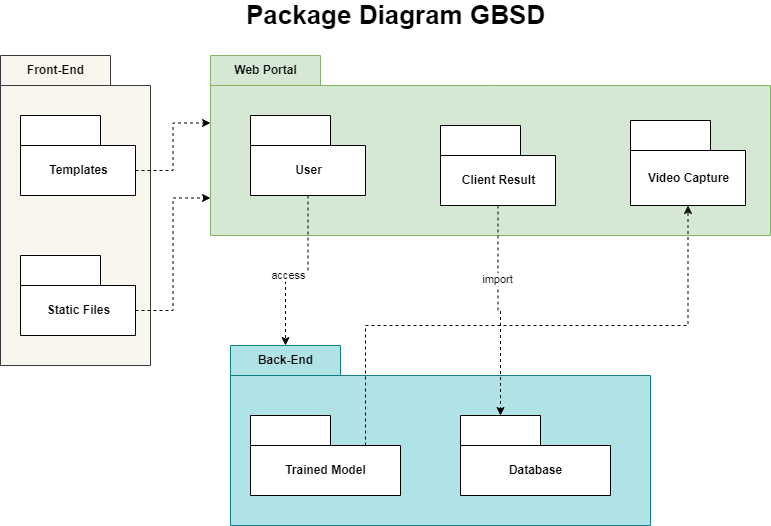 Package Diagram GBSD
Front-End
Web Portal
Templates
User
Client Result
Video Capture
Static Files
access
import
Back-End
Trained Model
Database